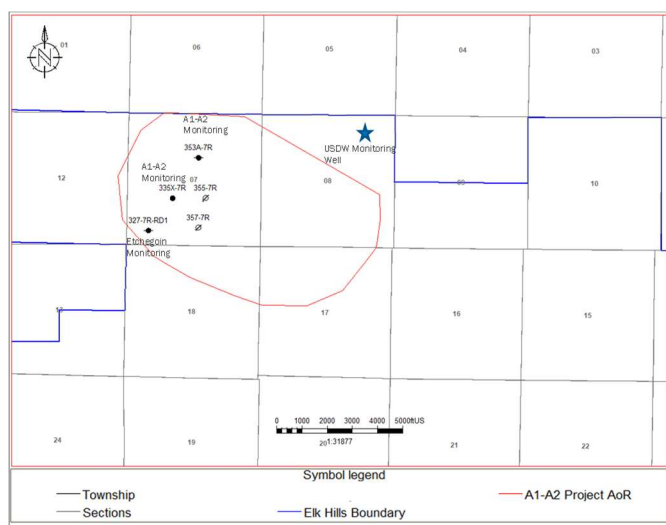 01
06
05
04
03
A1-A2
Monitoring
353A-7R
USDW Monitoring
Well
A1-A2
Monitoring
07
12
08
09
10
335X-7R
355-7R
327-7R-RD1
357-7R
Etchegoin
Monitoring
13
18
17
16
15
0 1000 2000 3000 4000 5000ftUS
1:31877
24
19
20
21
22
Symbol legend
Township
A1-A2 Project AoR
Sections
Elk Hills Boundary